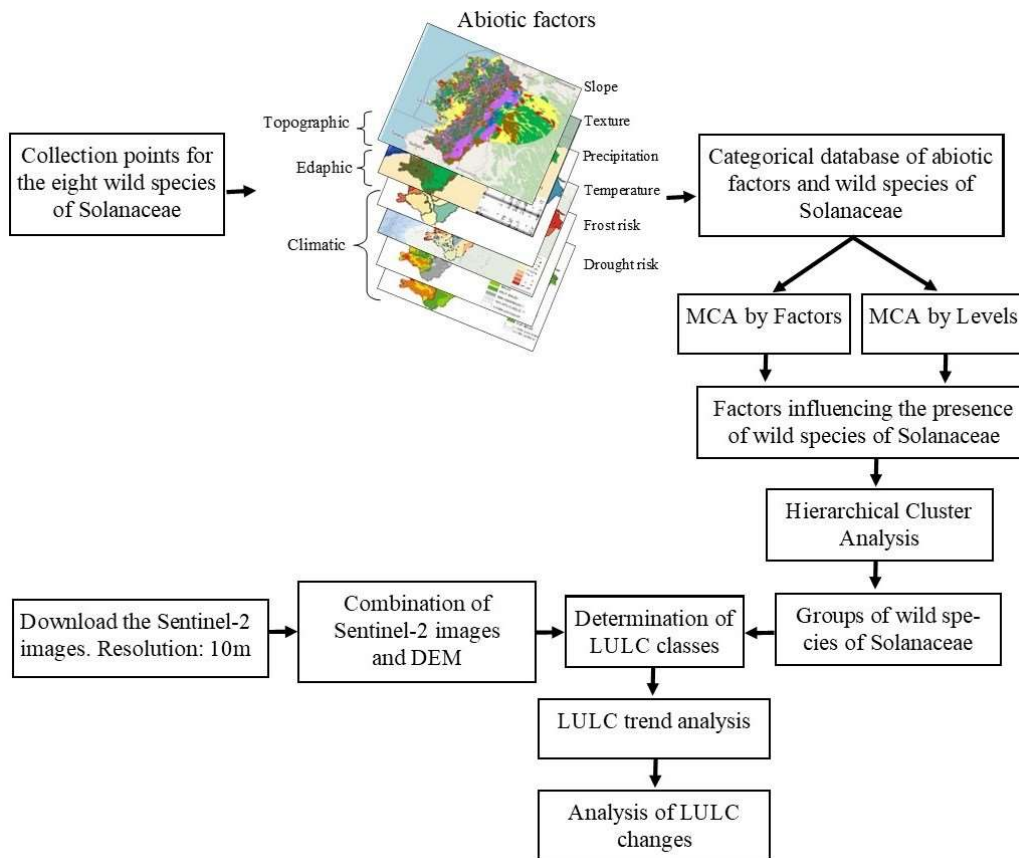 Abiotic factors
Slope
Topographic
Texture
Collection points for
the eight wild species
of Solanaceae
Edaphic
Precipitation
Temperature
Climatic
Frost risk
Drought risk
Categorical database of abiotic
factors and wild species of
Solanaceae
MCA by Factors
MCA by Levels
Factors influencing the presence
of wild species of Solanaceae
Hierarchical Cluster
Analysis
Download the Sentinel-2
images. Resolution: 10m
Combination of
Sentinel-2 images
and DEM
Determination of
LULC classes
Groups of wild spe-
cies of Solanaceae
LULC trend analysis
Analysis of LULC
changes